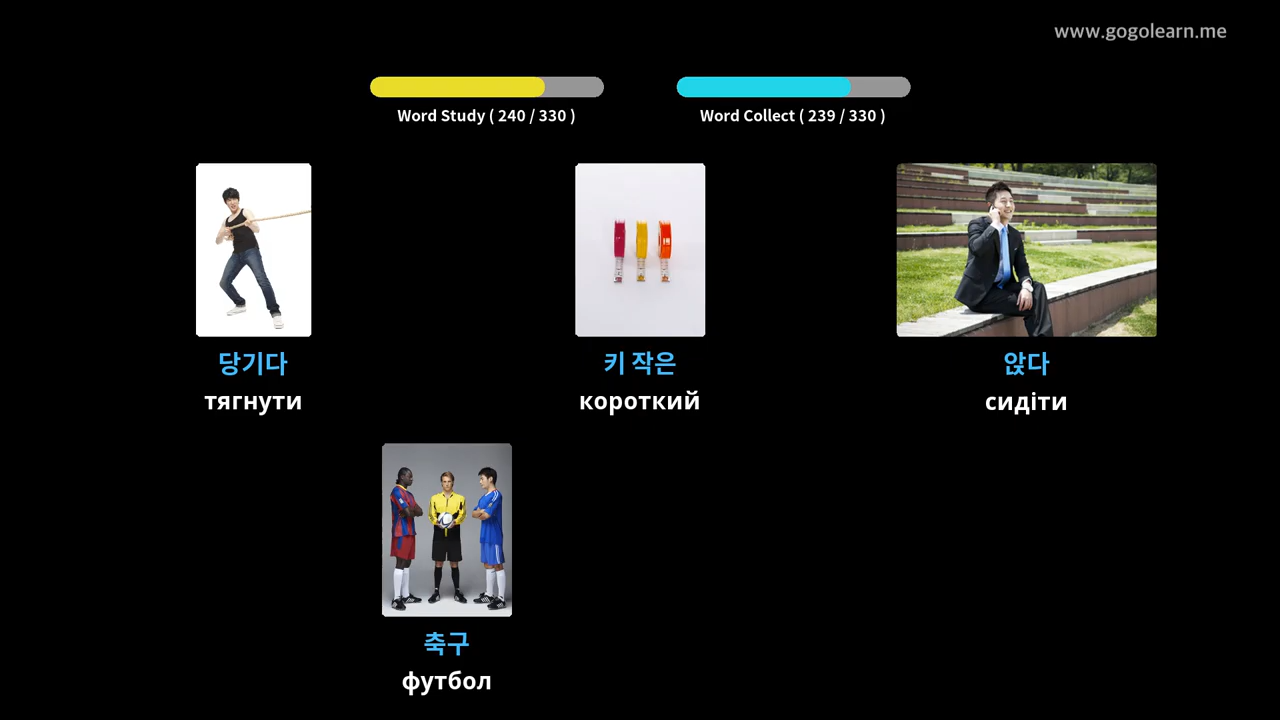 www.gogolearn.me
Word Study ( 240 / 330 )
Word Collect ( 239 / 330 )
당기다
тягнути
키 작은
короткий
앉다
сидіти
축구
футбол